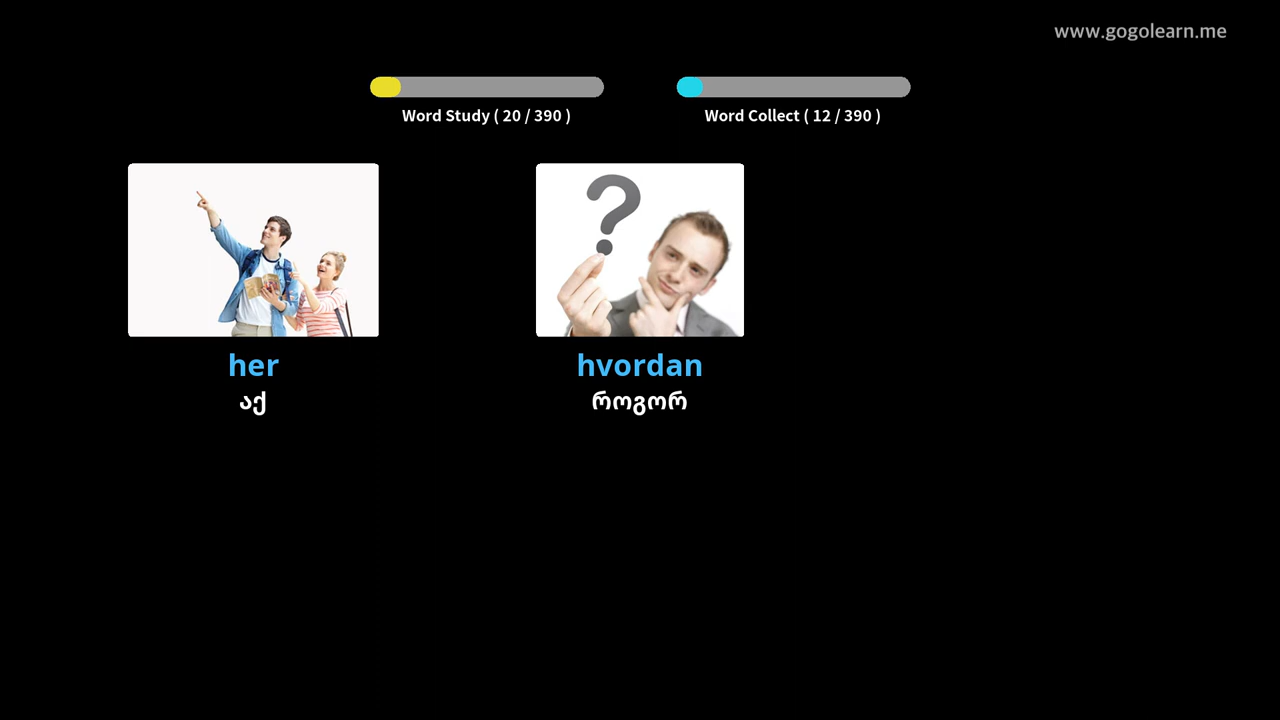 www.gogolearn.me
Word Study ( 20 / 390 )
Word Collect ( 12 / 390 )
her
აქ
hvordan
როგორ